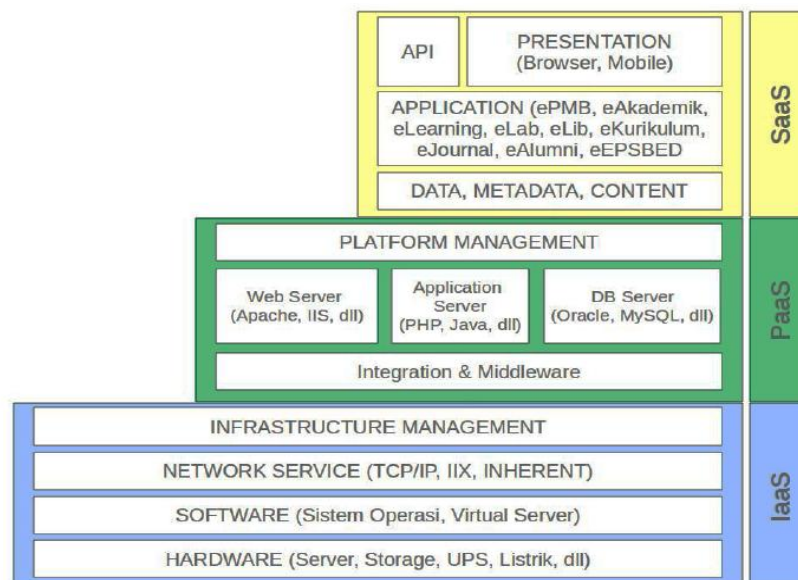 API
PRESENTATION
(Browser, Mobile)
APPLICATION (ePMB, eAkademik,
eLearning, eLab, eLib, eKurikulum,
eJournal, eAlumni, eEPSBED
DATA, METADATA, CONTENT
SaaS
PLATFORM MANAGEMENT
Web Server
(Apache, IIS, dll)
Application
Server
(PHP, Java, dll)
DB Server
(Oracle, MySQL, dll)
Integration & Middleware
PaaS
INFRASTRUCTURE MANAGEMENT
NETWORK SERVICE (TCP/IP, IIX, INHERENT)
SOFTWARE (Sistem Operasi, Virtual Server)
HARDWARE (Server, Storage, UPS, Listrik, dll)
IaaS